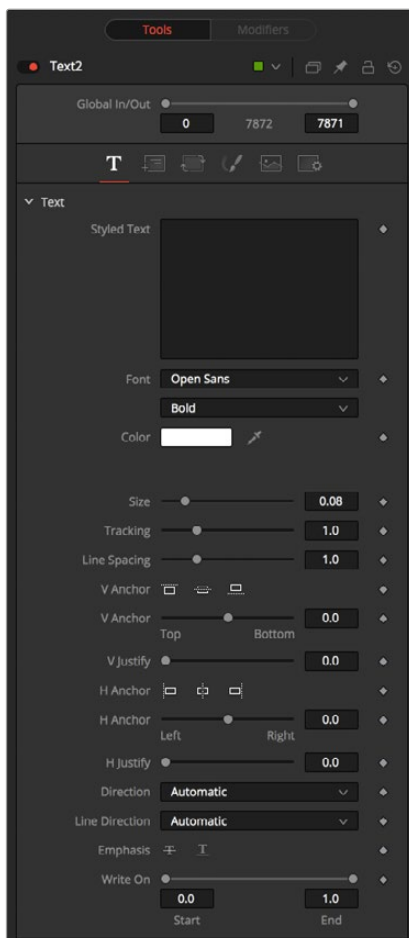 Tools Modifiers
Text2
Global In/Out
0 7872 7871
T
Text
Styled Text
Font Open Sans
Bold
Color
Size 0.08
Tracking 1.0
Line Spacing 1.0
V Anchor
V Anchor 0.0
Top Bottom
V Justify 0.0
H Anchor
H Anchor 0.0
Left Right
H Justify 0.0
Direction Automatic
Line Direction Automatic
Emphasis T T
Write On
0.0 1.0
Start End